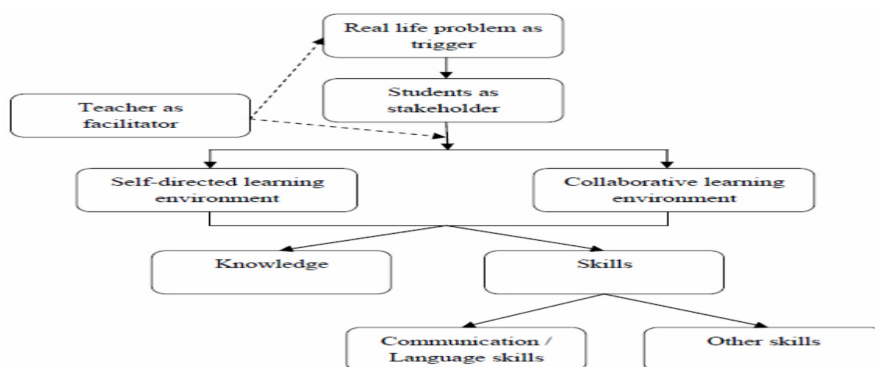 Real life problem as
trigger
Students as
stakeholder
Teacher as
facilitator
Self-directed learning
environment
Collaborative learning
environment
Knowledge
Skills
Communication /
Language skills
Other skills